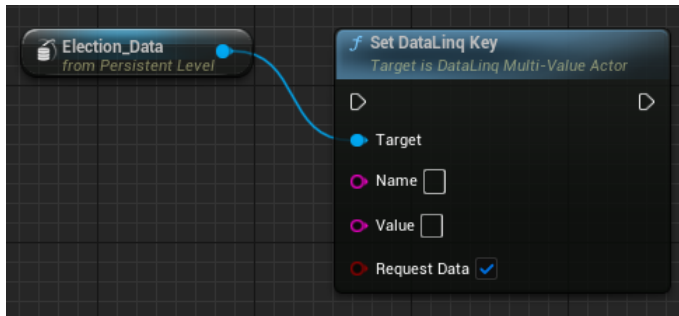 Election_Data
from Persistent Level
Set DataLinq Key
Target is DataLinq Multi-Value Actor
Target
Name
Value
Request Data